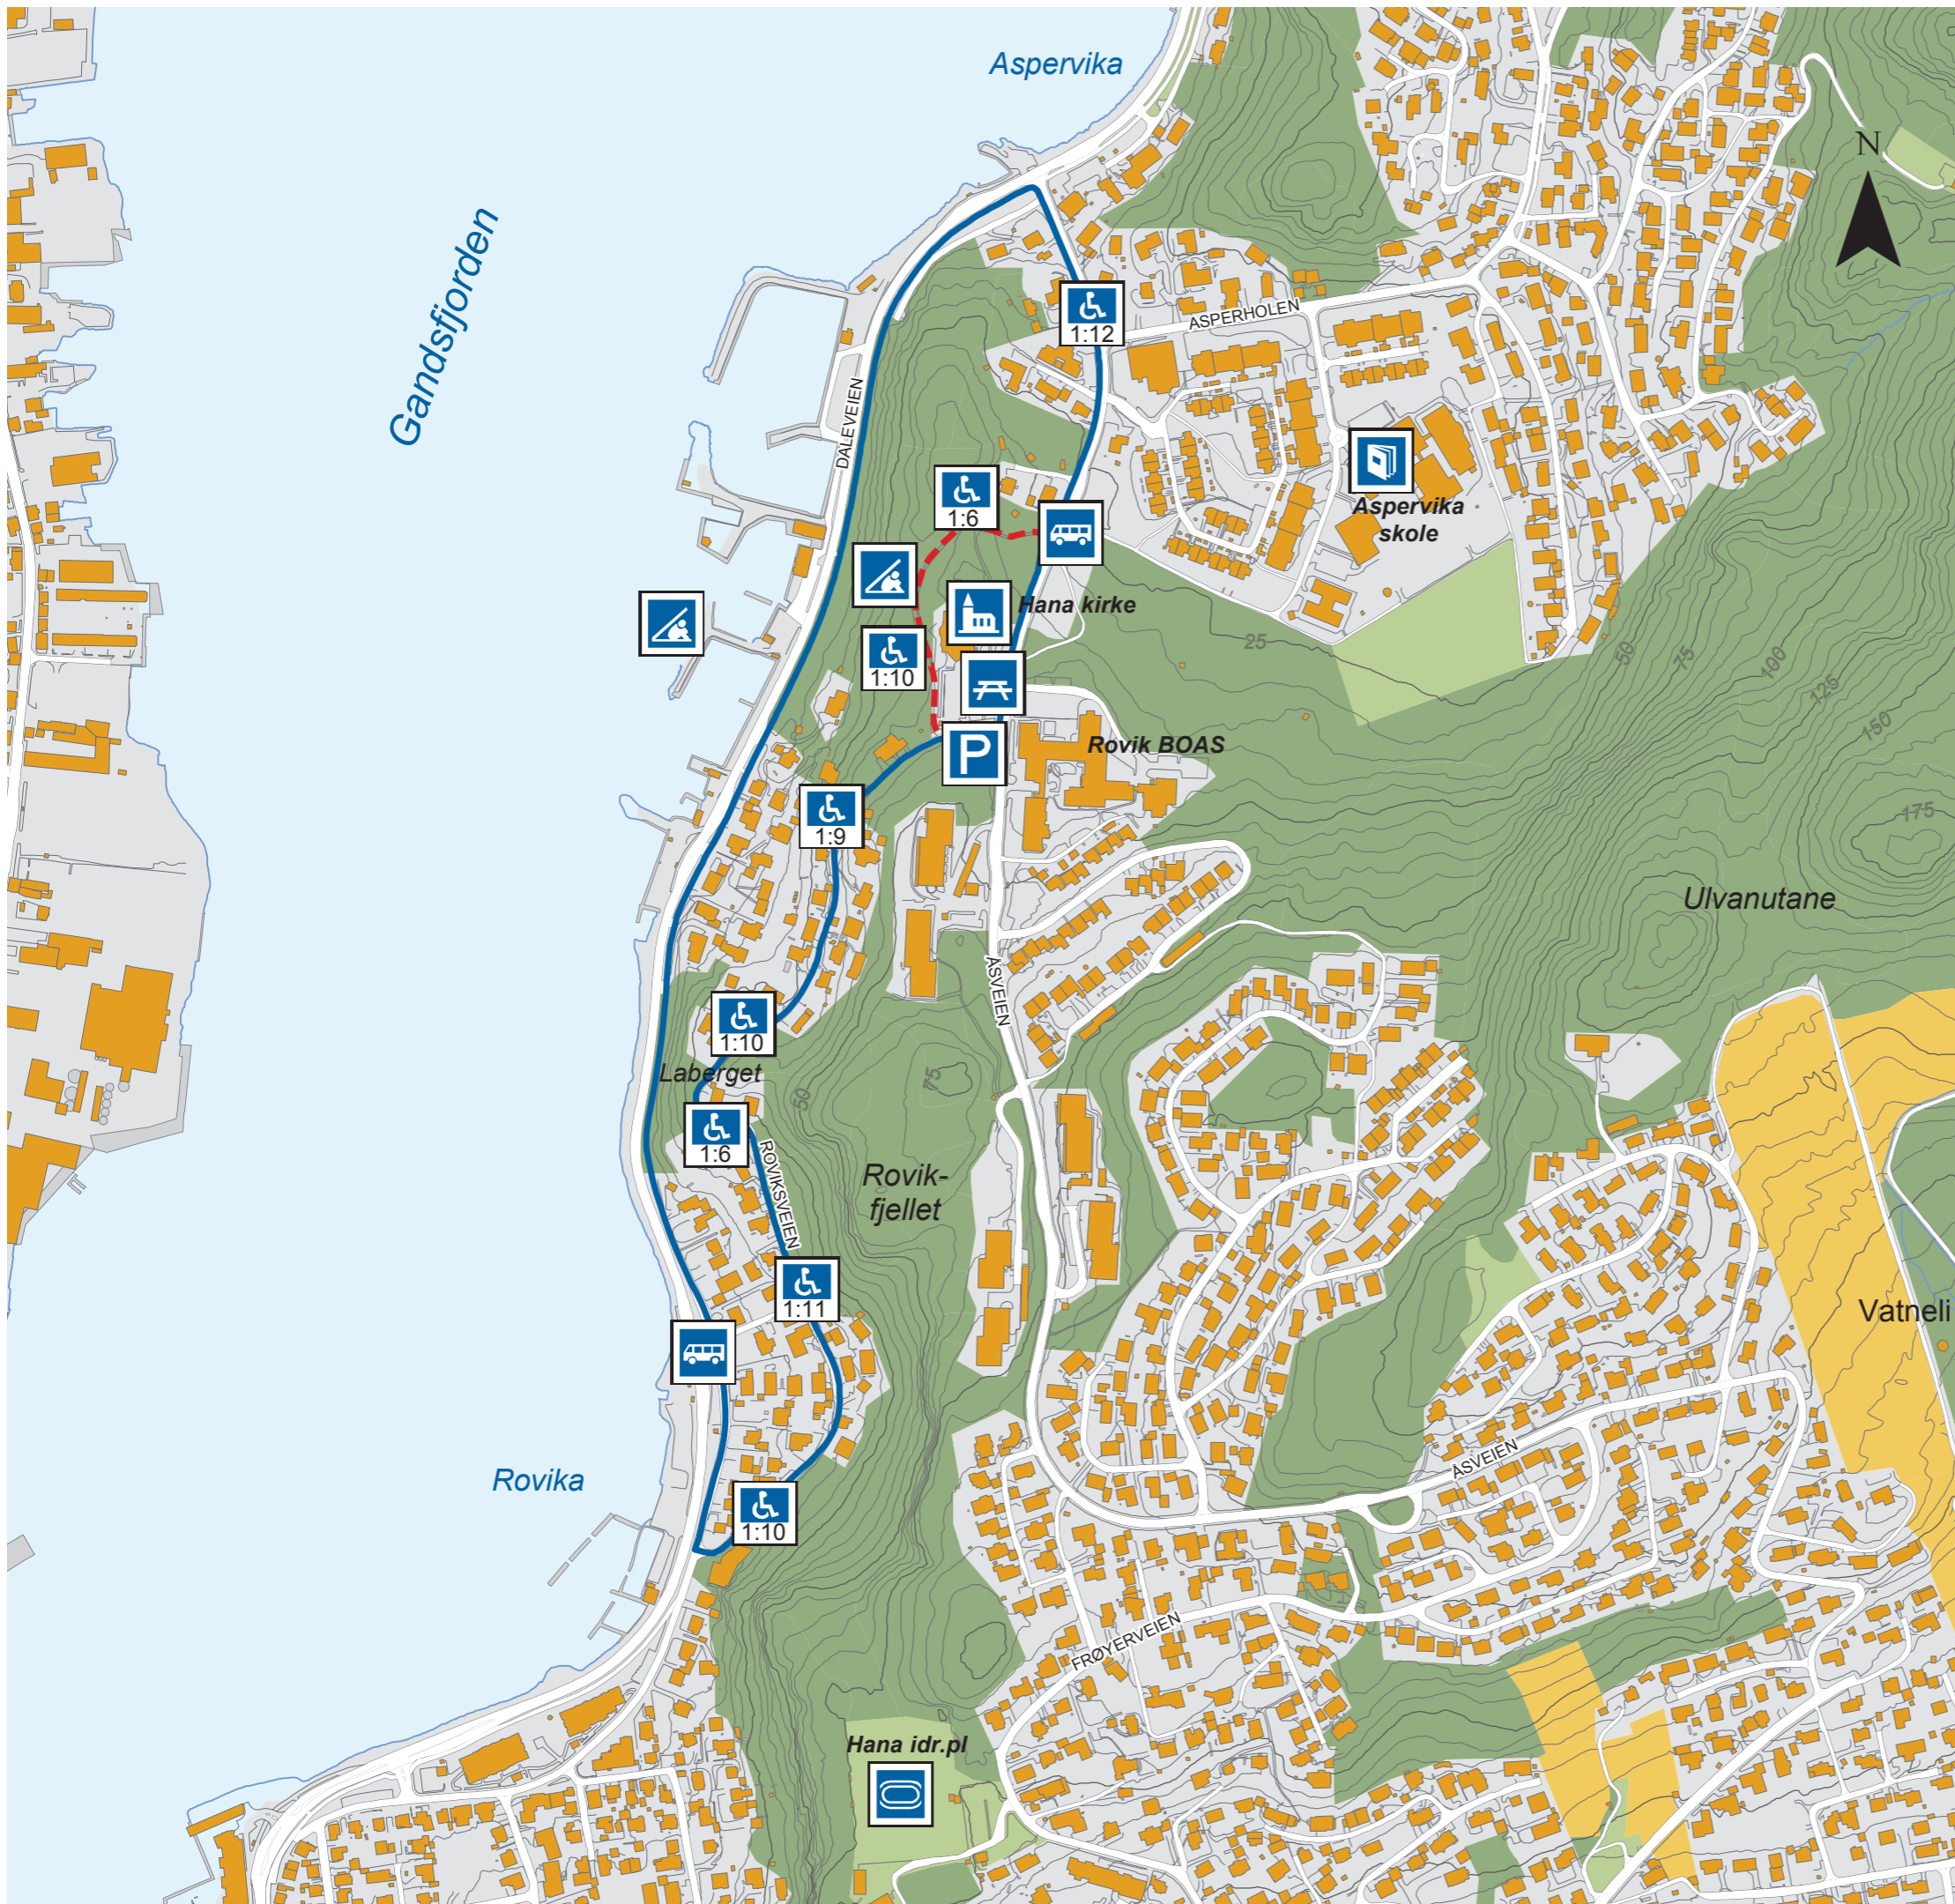 Aspervika
N
Gandsfjorden
1:12
ASPERHOLEN
DALEVEIEN
1:6
Aspervika
skole
Hana kirke
25
50
75
100
125
150
175
1:10
P
Rovik BOAS
1:9
Ulvanutane
ÅSVEIEN
1:10
Laberget
50
75
1:6
ROVIKSVEIEN
Rovik-
fjellet
1:11
Vatneli
ÅSVEIEN
Rovika
1:10
FRØYERVEIEN
Hana idr.pl